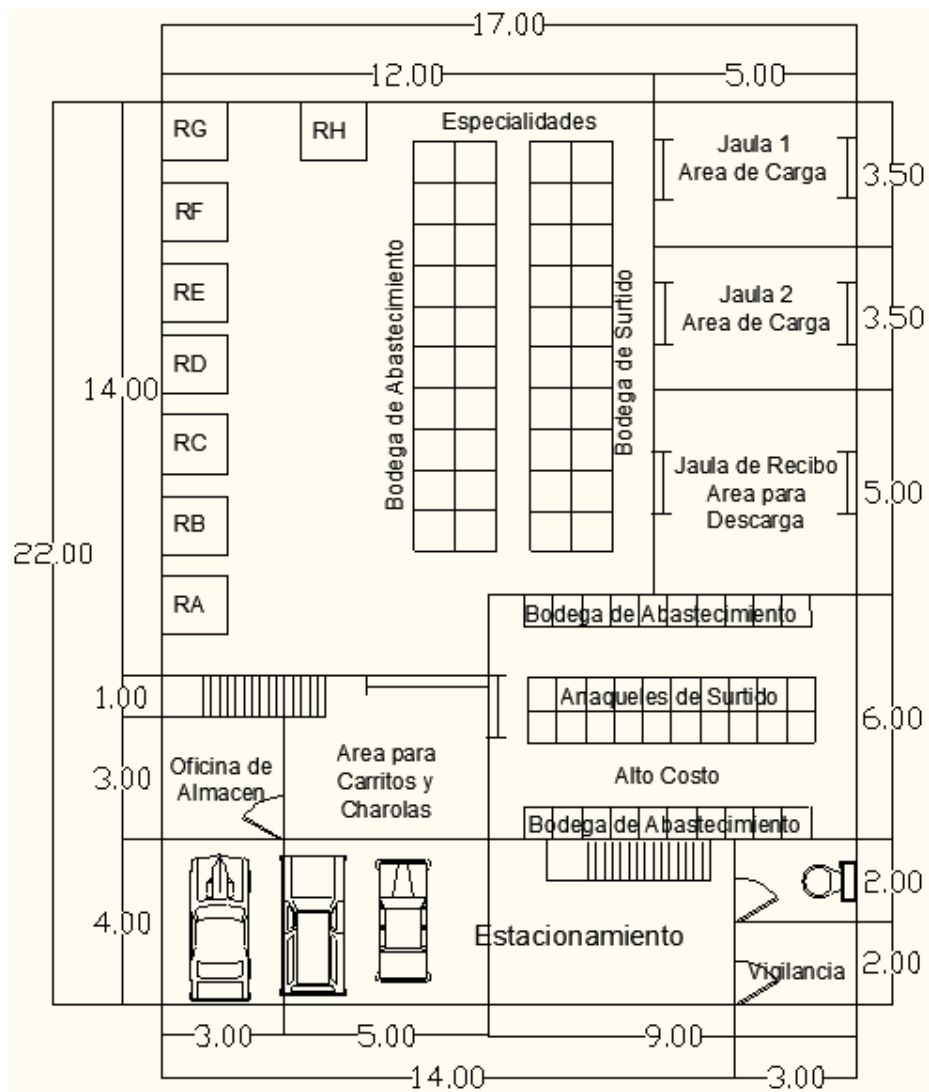 17.00
12.00
5.00
RG
RH
Especialidades
Jaula 1
Area de Carga
3.50
RF
RE
Bodega de Abastecimiento
Bodega de Surtido
Jaula 2
Area de Carga
3.50
RD
14.00
RC
Jaula de Recibo
Area para
Descarga
5.00
RB
22.00
RA
Bodega de Abastecimiento
1.00
Anaqueles de Surtido
6.00
3.00
Oficina de
Almacen
Area para
Carritos y
Charolas
Alto Costo
Bodega de Abastecimiento
2.00
4.00
Estacionamiento
Vigilancia
2.00
3.00
5.00
9.00
14.00
3.00